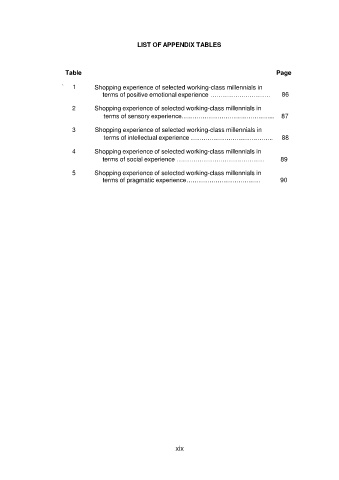 LIST OF APPENDIX TABLES
Table Page
1 Shopping experience of selected working-class millennials in
terms of positive emotional experience ……………………… 86
2 Shopping experience of selected working-class millennials in
terms of sensory experience…………………………………… 87
3 Shopping experience of selected working-class millennials in
terms of intellectual experience ………………………………… 88
4 Shopping experience of selected working-class millennials in
terms of social experience …………………………………… 89
5 Shopping experience of selected working-class millennials in
terms of pragmatic experience……………………………… 90
xix